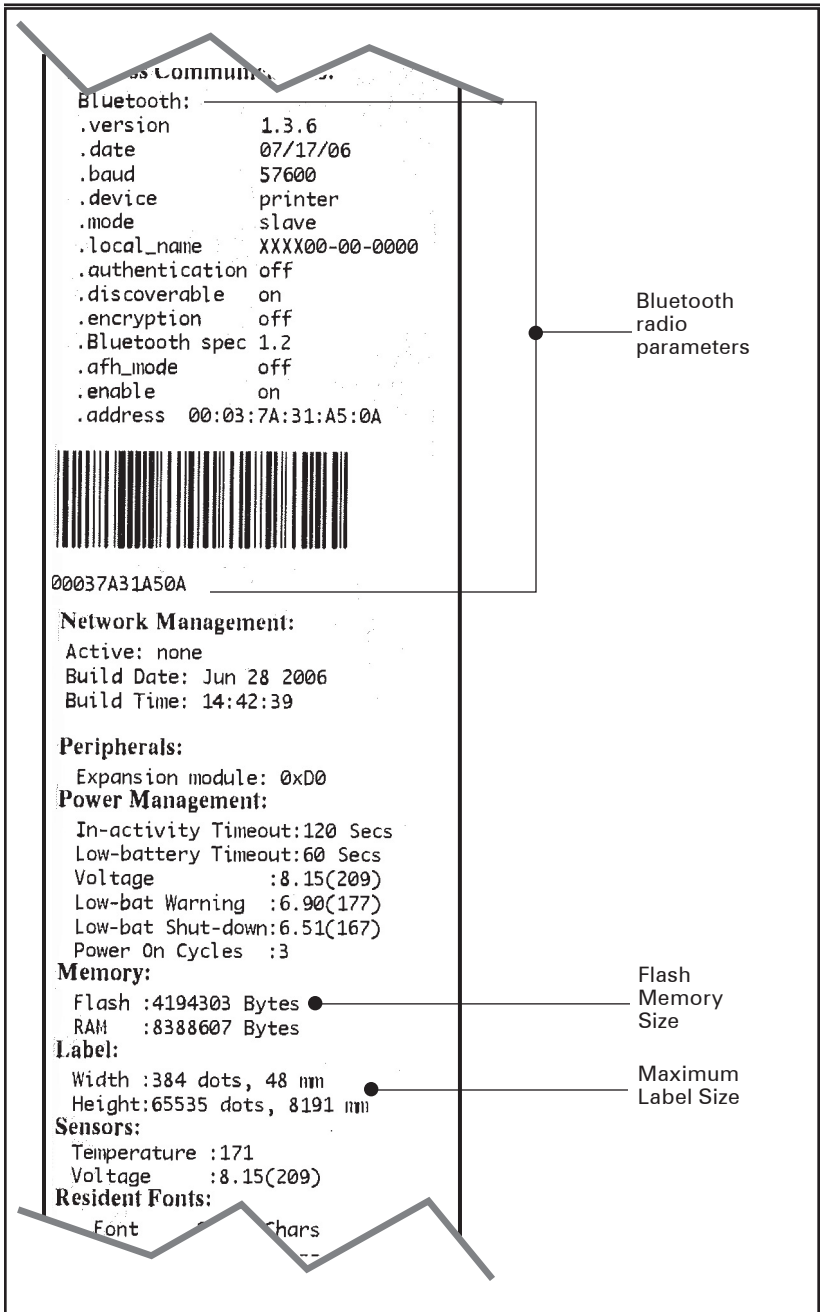 Bluetooth:
.version 1.3.6
.date 07/17/06
.baud 57600
.device printer
.mode slave
.local_name XXXX00-00-0000
.authentication off
.discoverable on
.encryption off
.Bluetooth spec 1.2
.afh_mode off
.enable on
.address 00:03:7A:31:A5:0A
00037A31A50A
Bluetooth
radio
parameters
Network Management:
Active: none
Build Date: Jun 28 2006
Build Time: 14:42:39
Peripherals:
Expansion module: 0xD0
Power Management:
In-activity Timeout:120 Secs
Low-battery Timeout:60 Secs
Voltage :8.15(209)
Low-bat Warning :6.90(177)
Low-bat Shut-down:6.51(167)
Power On Cycles :3
Memory:
Flash :4194303 Bytes
RAM :8388607 Bytes
Flash
Memory
Size
Label:
Width :384 dots, 48 mm
Height:65535 dots, 8191 mm
Maximum
Label Size
Sensors:
Temperature :171
Voltage :8.15(209)
Resident Fonts:
Font Chars